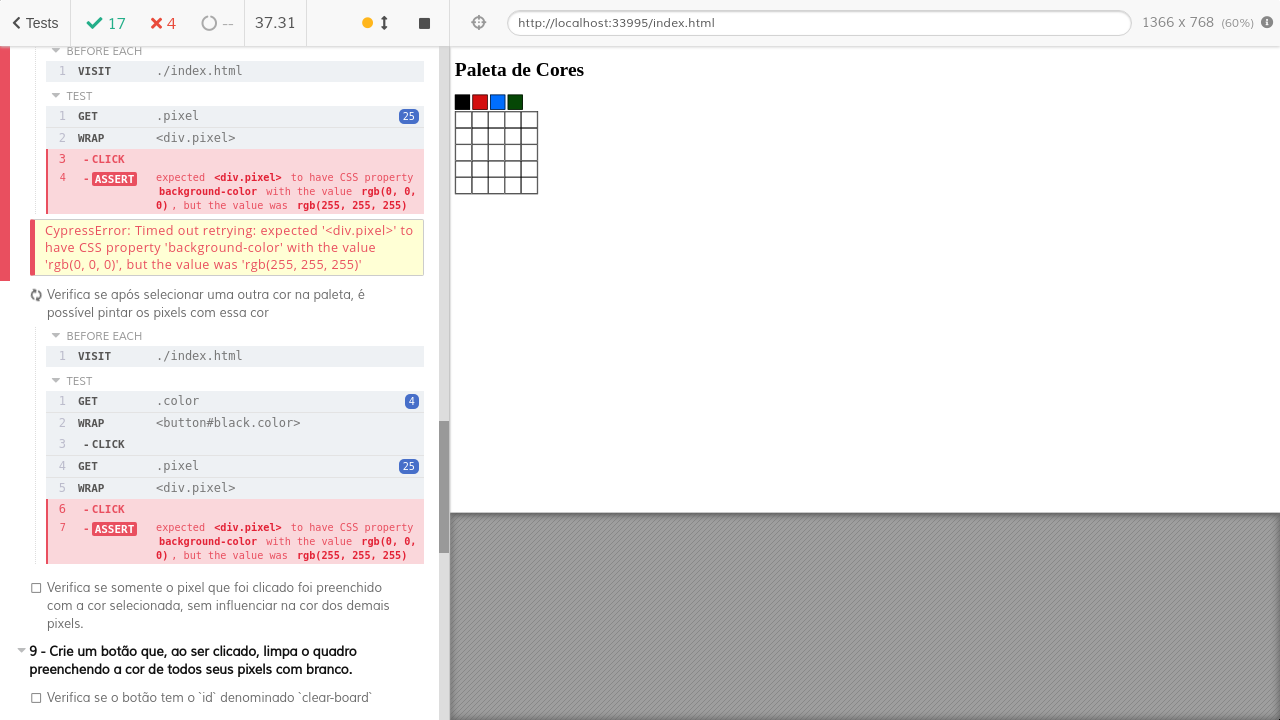 Tests 17 4 -- 37.31 http://localhost:33995/index.html 1366 x 768 (60%)
BEFORE EACH
1 VISIT ./index.html
TEST
1 GET .pixel 25
2 WRAP <div.pixel>
3 - CLICK
4 - ASSERT expected <div.pixel> to have CSS property
background-color with the value rgb(0, 0,
0) , but the value was rgb(255, 255, 255)
CypressError: Timed out retrying: expected '<div.pixel>' to
have CSS property 'background-color' with the value
'rgb(0, 0, 0)', but the value was 'rgb(255, 255, 255)'
Verifica se após selecionar uma outra cor na paleta, é
possível pintar os pixels com essa cor
BEFORE EACH
1 VISIT ./index.html
TEST
1 GET .color 4
2 WRAP <button#black.color>
3 - CLICK
4 GET .pixel 25
5 WRAP <div.pixel>
6 - CLICK
7 - ASSERT expected <div.pixel> to have CSS property
background-color with the value rgb(0, 0,
0) , but the value was rgb(255, 255, 255)
Verifica se somente o pixel que foi clicado foi preenchido
com a cor selecionada, sem influenciar na cor dos demais
pixels.
9 - Crie um botão que, ao ser clicado, limpa o quadro
preenchendo a cor de todos seus pixels com branco.
Verifica se o botão tem o `id` denominado `clear-board`
Paleta de Cores